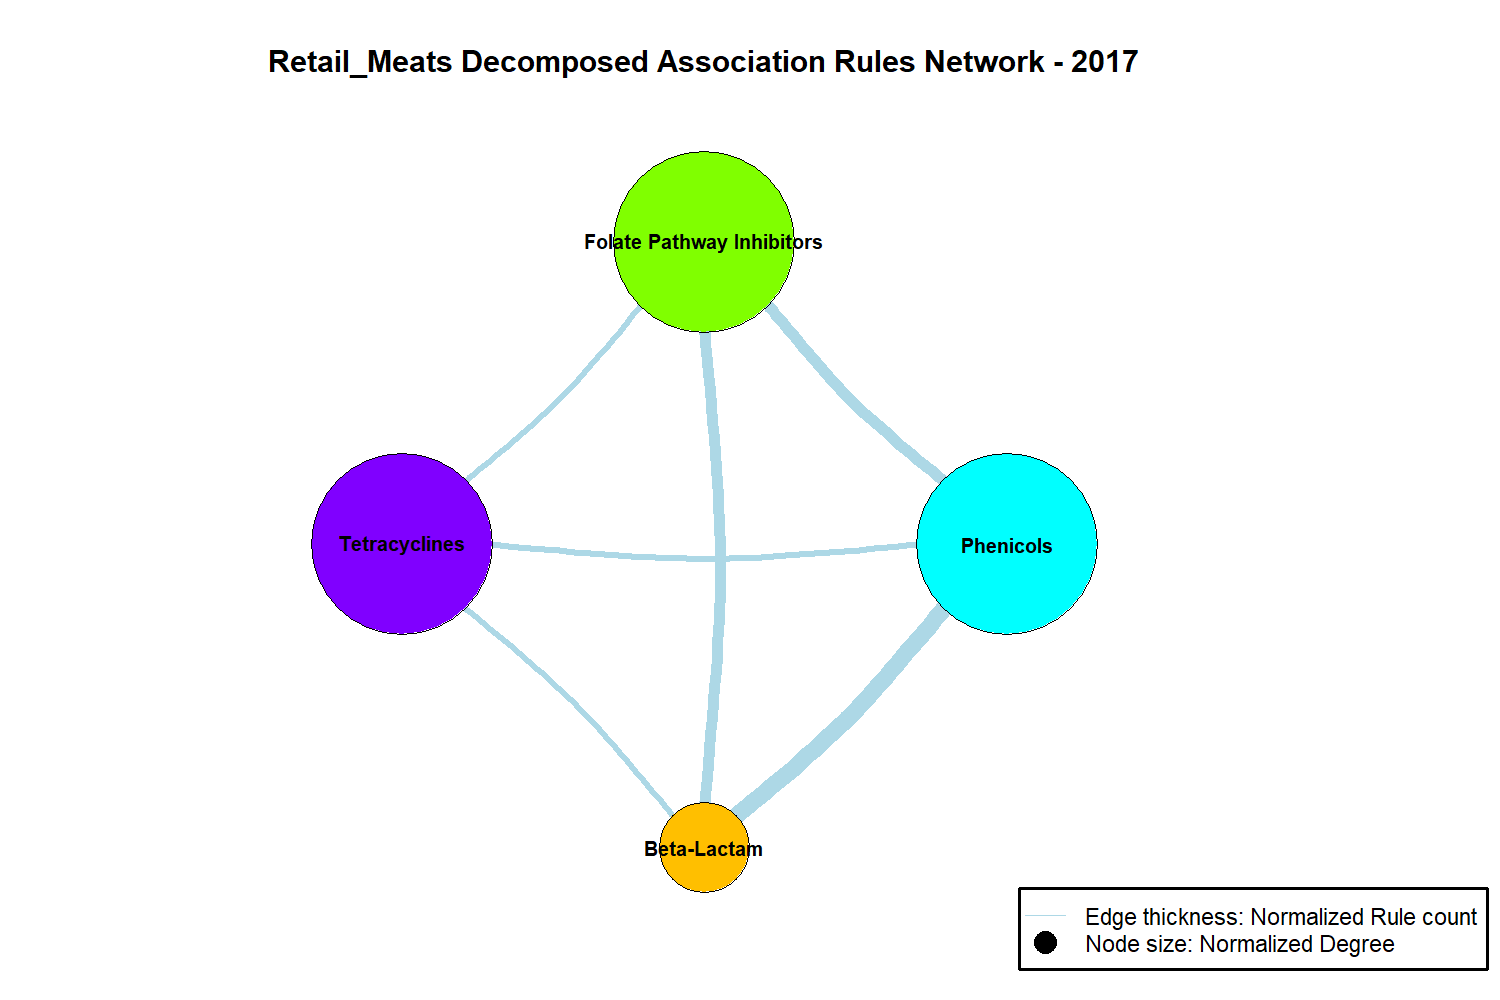 Retail_Meats Decomposed Association Rules Network - 2017
Folate Pathway Inhibitors
Tetracyclines
Phenicols
Beta-Lactam
Edge thickness: Normalized Rule count
Node size: Normalized Degree